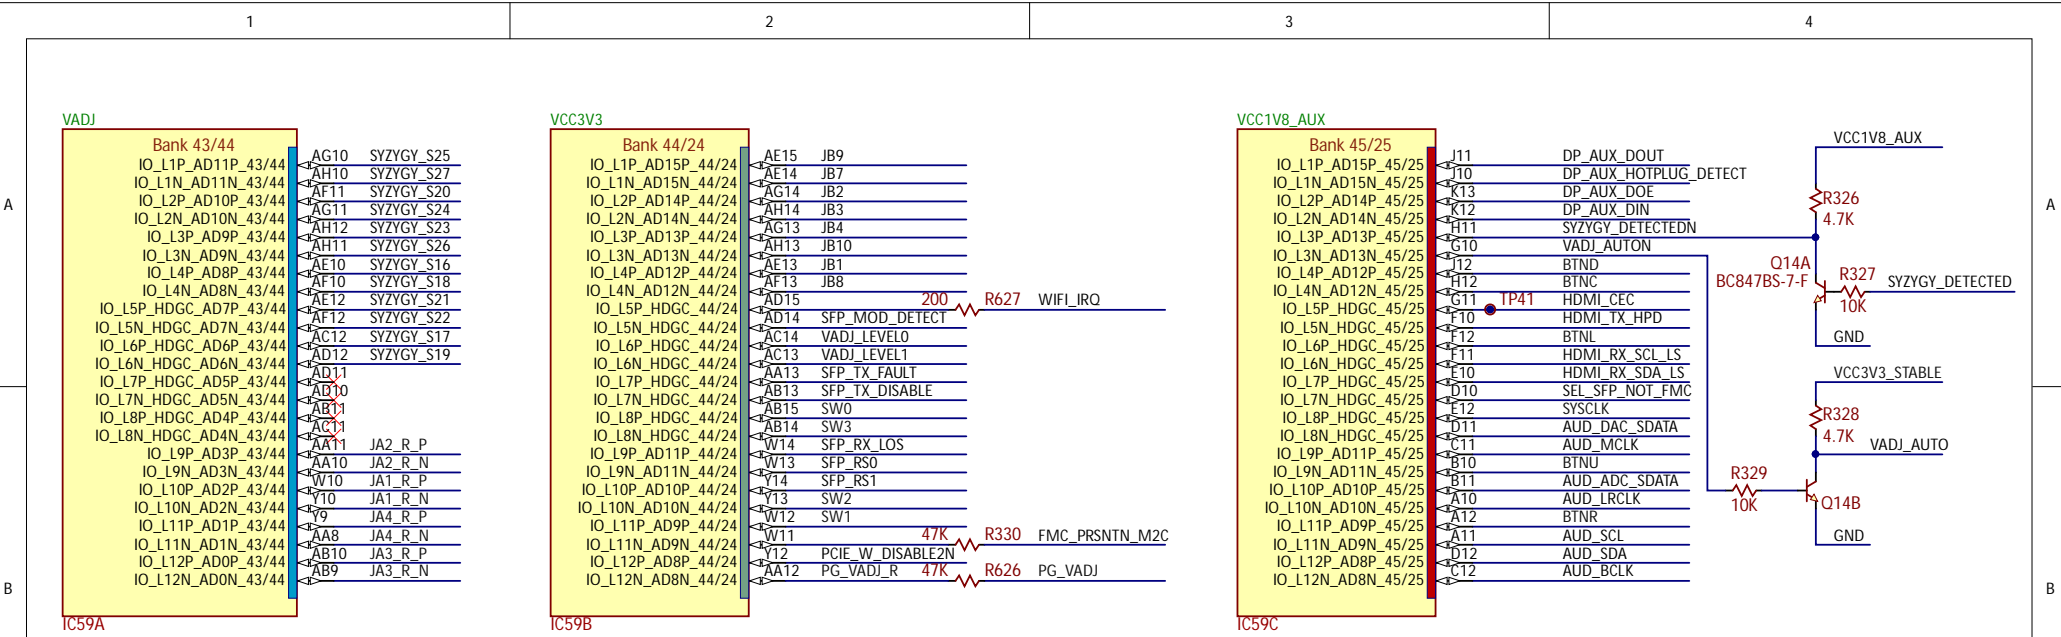 1 2 3 4
A A
B B
VADJ
Bank 43/44
IO_L1P_AD11P_43/44 AG10 SYZYGY_S25
IO_L1N_AD11N_43/44 AH10 SYZYGY_S27
IO_L2P_AD10P_43/44 AF11 SYZYGY_S20
IO_L2N_AD10N_43/44 AG11 SYZYGY_S24
IO_L3P_AD9P_43/44 AH12 SYZYGY_S23
IO_L3N_AD9N_43/44 AH11 SYZYGY_S26
IO_L4P_AD8P_43/44 AE10 SYZYGY_S16
IO_L4N_AD8N_43/44 AF10 SYZYGY_S18
IO_L5P_HDGC_AD7P_43/44 AE12 SYZYGY_S21
IO_L5N_HDGC_AD7N_43/44 AF12 SYZYGY_S22
IO_L6P_HDGC_AD6P_43/44 AC12 SYZYGY_S17
IO_L6N_HDGC_AD6N_43/44 AD12 SYZYGY_S19
IO_L7P_HDGC_AD5P_43/44 AD11
IO_L7N_HDGC_AD5N_43/44 AD10
IO_L8P_HDGC_AD4P_43/44 AB11
IO_L8N_HDGC_AD4N_43/44 AC11
IO_L9P_AD3P_43/44 AA11 JA2_R_P
IO_L9N_AD3N_43/44 AA10 JA2_R_N
IO_L10P_AD2P_43/44 W10 JA1_R_P
IO_L10N_AD2N_43/44 Y10 JA1_R_N
IO_L11P_AD1P_43/44 Y9 JA4_R_P
IO_L11N_AD1N_43/44 AA8 JA4_R_N
IO_L12P_AD0P_43/44 AB10 JA3_R_P
IO_L12N_AD0N_43/44 AB9 JA3_R_N
IC59A
VCC3V3
Bank 44/24
IO_L1P_AD15P_44/24 AE15 JB9
IO_L1N_AD15N_44/24 AE14 JB7
IO_L2P_AD14P_44/24 AG14 JB2
IO_L2N_AD14N_44/24 AH14 JB3
IO_L3P_AD13P_44/24 AG13 JB4
IO_L3N_AD13N_44/24 AH13 JB10
IO_L4P_AD12P_44/24 AE13 JB1
IO_L4N_AD12N_44/24 AF13 JB8
IO_L5P_HDGC_44/24 AD15 200 R627 WIFI_IRQ
IO_L5N_HDGC_44/24 AD14 SFP_MOD_DETECT
IO_L6P_HDGC_44/24 AC14 VADJ_LEVEL0
IO_L6N_HDGC_44/24 AC13 VADJ_LEVEL1
IO_L7P_HDGC_44/24 AA13 SFP_TX_FAULT
IO_L7N_HDGC_44/24 AB13 SFP_TX_DISABLE
IO_L8P_HDGC_44/24 AB15 SW0
IO_L8N_HDGC_44/24 AB14 SW3
IO_L9P_AD11P_44/24 W14 SFP_RX_LOS
IO_L9N_AD11N_44/24 W13 SFP_RS0
IO_L10P_AD10P_44/24 Y14 SFP_RS1
IO_L10N_AD10N_44/24 Y13 SW2
IO_L11P_AD9P_44/24 W12 SW1
IO_L11N_AD9N_44/24 W11 47K R330 FMC_PRSNTN_M2C
IO_L12P_AD8P_44/24 Y12 PCIE_W_DISABLE2N
IO_L12N_AD8N_44/24 AA12 PG_VADJ_R 47K R626 PG_VADJ
IC59B
VCC1V8_AUX
Bank 45/25
IO_L1P_AD15P_45/25 J11 DP_AUX_DOUT
IO_L1N_AD15N_45/25 J10 DP_AUX_HOTPLUG_DETECT
IO_L2P_AD14P_45/25 K13 DP_AUX_DOE
IO_L2N_AD14N_45/25 K12 DP_AUX_DIN
IO_L3P_AD13P_45/25 H11 SYZYGY_DETECTEDN
IO_L3N_AD13N_45/25 G10 VADJ_AUTON
IO_L4P_AD12P_45/25 J12 BTND
IO_L4N_AD12N_45/25 H12 BTNC
IO_L5P_HDGC_45/25 G11 TP41 HDMI_CEC
IO_L5N_HDGC_45/25 F10 HDMI_TX_HPD
IO_L6P_HDGC_45/25 F12 BTNL
IO_L6N_HDGC_45/25 F11 HDMI_RX_SCL_LS
IO_L7P_HDGC_45/25 E10 HDMI_RX_SDA_LS
IO_L7N_HDGC_45/25 D10 SEL_SFP_NOT_FMC
IO_L8P_HDGC_45/25 E12 SYSCLK
IO_L8N_HDGC_45/25 D11 AUD_DAC_SDATA
IO_L9P_AD11P_45/25 C11 AUD_MCLK
IO_L9N_AD11N_45/25 B10 BTNU
IO_L10P_AD10P_45/25 B11 AUD_ADC_SDATA
IO_L10N_AD10N_45/25 A10 AUD_LRCLK
IO_L11P_AD9P_45/25 A12 BTNR
IO_L11N_AD9N_45/25 A11 AUD_SCL
IO_L12P_AD8P_45/25 D12 AUD_SDA
IO_L12N_AD8N_45/25 C12 AUD_BCLK
IC59C
VCC1V8_AUX
R326
4.7K
Q14A
BC847BS-7-F
R327
10K
SYZYGY_DETECTED
GND
VCC3V3_STABLE
R328
4.7K
VADJ_AUTO
R329
10K
Q14B
GND